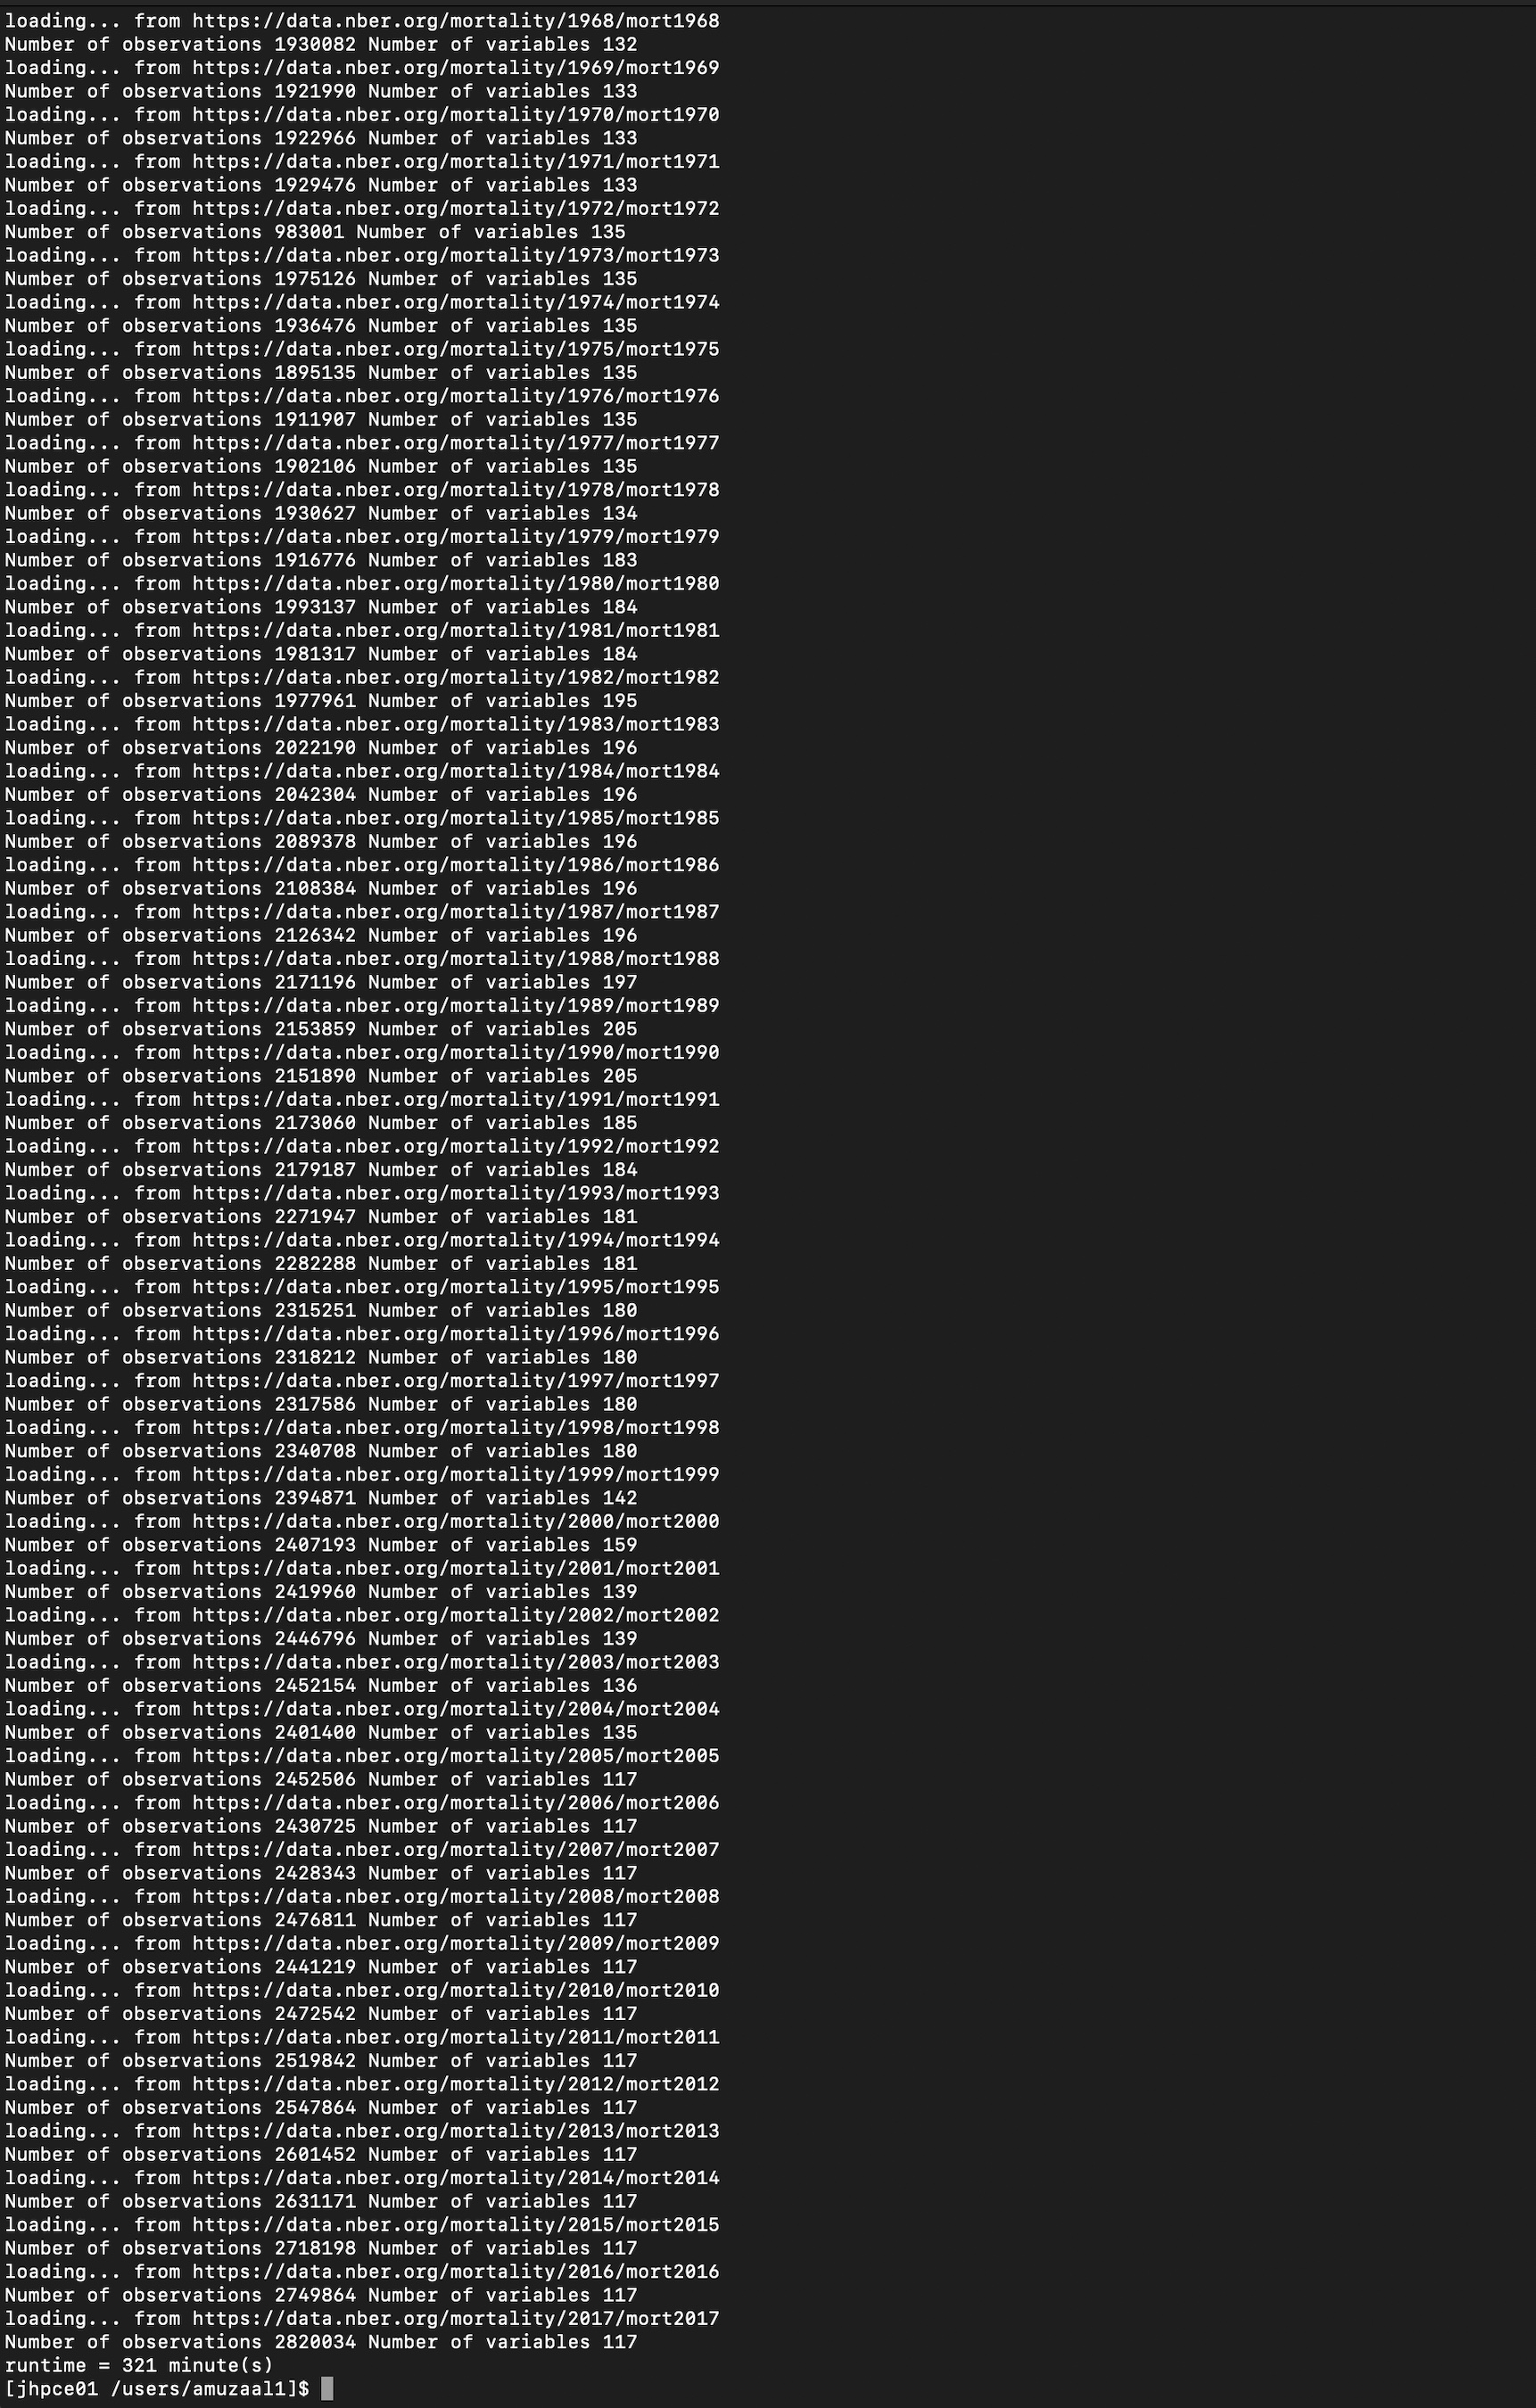 loading... from https://data.nber.org/mortality/1968/mort1968
Number of observations 1930082 Number of variables 132
loading... from https://data.nber.org/mortality/1969/mort1969
Number of observations 1921990 Number of variables 133
loading... from https://data.nber.org/mortality/1970/mort1970
Number of observations 1922966 Number of variables 133
loading... from https://data.nber.org/mortality/1971/mort1971
Number of observations 1929476 Number of variables 133
loading... from https://data.nber.org/mortality/1972/mort1972
Number of observations 983001 Number of variables 135
loading... from https://data.nber.org/mortality/1973/mort1973
Number of observations 1975126 Number of variables 135
loading... from https://data.nber.org/mortality/1974/mort1974
Number of observations 1936476 Number of variables 135
loading... from https://data.nber.org/mortality/1975/mort1975
Number of observations 1895135 Number of variables 135
loading... from https://data.nber.org/mortality/1976/mort1976
Number of observations 1911907 Number of variables 135
loading... from https://data.nber.org/mortality/1977/mort1977
Number of observations 1902106 Number of variables 135
loading... from https://data.nber.org/mortality/1978/mort1978
Number of observations 1930627 Number of variables 134
loading... from https://data.nber.org/mortality/1979/mort1979
Number of observations 1916776 Number of variables 183
loading... from https://data.nber.org/mortality/1980/mort1980
Number of observations 1993137 Number of variables 184
loading... from https://data.nber.org/mortality/1981/mort1981
Number of observations 1981317 Number of variables 184
loading... from https://data.nber.org/mortality/1982/mort1982
Number of observations 1977961 Number of variables 195
loading... from https://data.nber.org/mortality/1983/mort1983
Number of observations 2022190 Number of variables 196
loading... from https://data.nber.org/mortality/1984/mort1984
Number of observations 2042304 Number of variables 196
loading... from https://data.nber.org/mortality/1985/mort1985
Number of observations 2089378 Number of variables 196
loading... from https://data.nber.org/mortality/1986/mort1986
Number of observations 2108384 Number of variables 196
loading... from https://data.nber.org/mortality/1987/mort1987
Number of observations 2126342 Number of variables 196
loading... from https://data.nber.org/mortality/1988/mort1988
Number of observations 2171196 Number of variables 197
loading... from https://data.nber.org/mortality/1989/mort1989
Number of observations 2153859 Number of variables 205
loading... from https://data.nber.org/mortality/1990/mort1990
Number of observations 2151890 Number of variables 205
loading... from https://data.nber.org/mortality/1991/mort1991
Number of observations 2173060 Number of variables 185
loading... from https://data.nber.org/mortality/1992/mort1992
Number of observations 2179187 Number of variables 184
loading... from https://data.nber.org/mortality/1993/mort1993
Number of observations 2271947 Number of variables 181
loading... from https://data.nber.org/mortality/1994/mort1994
Number of observations 2282288 Number of variables 181
loading... from https://data.nber.org/mortality/1995/mort1995
Number of observations 2315251 Number of variables 180
loading... from https://data.nber.org/mortality/1996/mort1996
Number of observations 2318212 Number of variables 180
loading... from https://data.nber.org/mortality/1997/mort1997
Number of observations 2317586 Number of variables 180
loading... from https://data.nber.org/mortality/1998/mort1998
Number of observations 2340708 Number of variables 180
loading... from https://data.nber.org/mortality/1999/mort1999
Number of observations 2394871 Number of variables 142
loading... from https://data.nber.org/mortality/2000/mort2000
Number of observations 2407193 Number of variables 159
loading... from https://data.nber.org/mortality/2001/mort2001
Number of observations 2419960 Number of variables 139
loading... from https://data.nber.org/mortality/2002/mort2002
Number of observations 2446796 Number of variables 139
loading... from https://data.nber.org/mortality/2003/mort2003
Number of observations 2452154 Number of variables 136
loading... from https://data.nber.org/mortality/2004/mort2004
Number of observations 2401400 Number of variables 135
loading... from https://data.nber.org/mortality/2005/mort2005
Number of observations 2452506 Number of variables 117
loading... from https://data.nber.org/mortality/2006/mort2006
Number of observations 2430725 Number of variables 117
loading... from https://data.nber.org/mortality/2007/mort2007
Number of observations 2428343 Number of variables 117
loading... from https://data.nber.org/mortality/2008/mort2008
Number of observations 2476811 Number of variables 117
loading... from https://data.nber.org/mortality/2009/mort2009
Number of observations 2441219 Number of variables 117
loading... from https://data.nber.org/mortality/2010/mort2010
Number of observations 2472542 Number of variables 117
loading... from https://data.nber.org/mortality/2011/mort2011
Number of observations 2519842 Number of variables 117
loading... from https://data.nber.org/mortality/2012/mort2012
Number of observations 2547864 Number of variables 117
loading... from https://data.nber.org/mortality/2013/mort2013
Number of observations 2601452 Number of variables 117
loading... from https://data.nber.org/mortality/2014/mort2014
Number of observations 2631171 Number of variables 117
loading... from https://data.nber.org/mortality/2015/mort2015
Number of observations 2718198 Number of variables 117
loading... from https://data.nber.org/mortality/2016/mort2016
Number of observations 2749864 Number of variables 117
loading... from https://data.nber.org/mortality/2017/mort2017
Number of observations 2820034 Number of variables 117
runtime = 321 minute(s)
[jhpce01 /users/amuzaal1]$